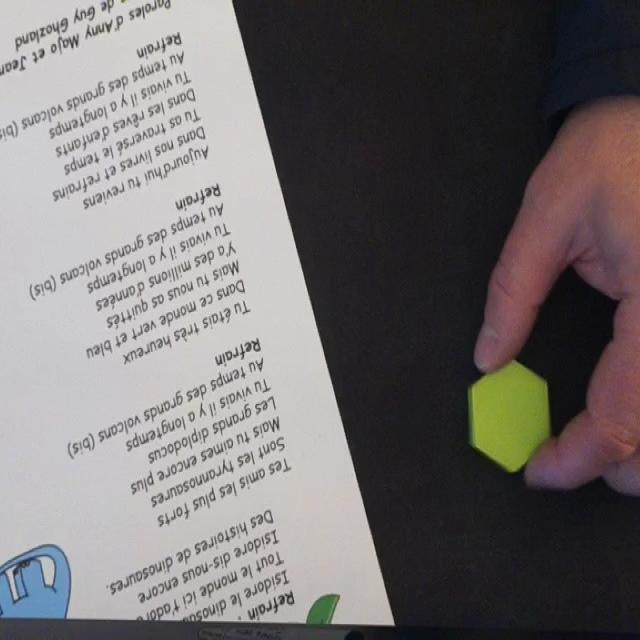 Refrain
Isidore le dinosau
Tout le monde ici t'adore
Isidore dis-nous encore
Des histoires de dinosaures.
Tes amis les plus forts
Sont les tyrannosaures
Mais tu aimes encore plus
Les grands diplodocus
Tu vivais il y a longtemps
Au temps des grands volcans (bis)
Refrain
Tu étais très heureux
Dans ce monde vert et bleu
Mais tu nous as quittés
Y'a des millions d'années
Tu vivais il y a longtemps
Au temps des grands volcans (bis)
Refrain
Aujourd'hu tu reviens
Dans nos livres et refrains
Tu as traversé le temps
Dans les rêves d'enfants
Tu vivais il y a longtemps
Au temps des grands volcans (bis)
Refrain
Paroles d'Anny Majo et Jean
de Guy Ghozland